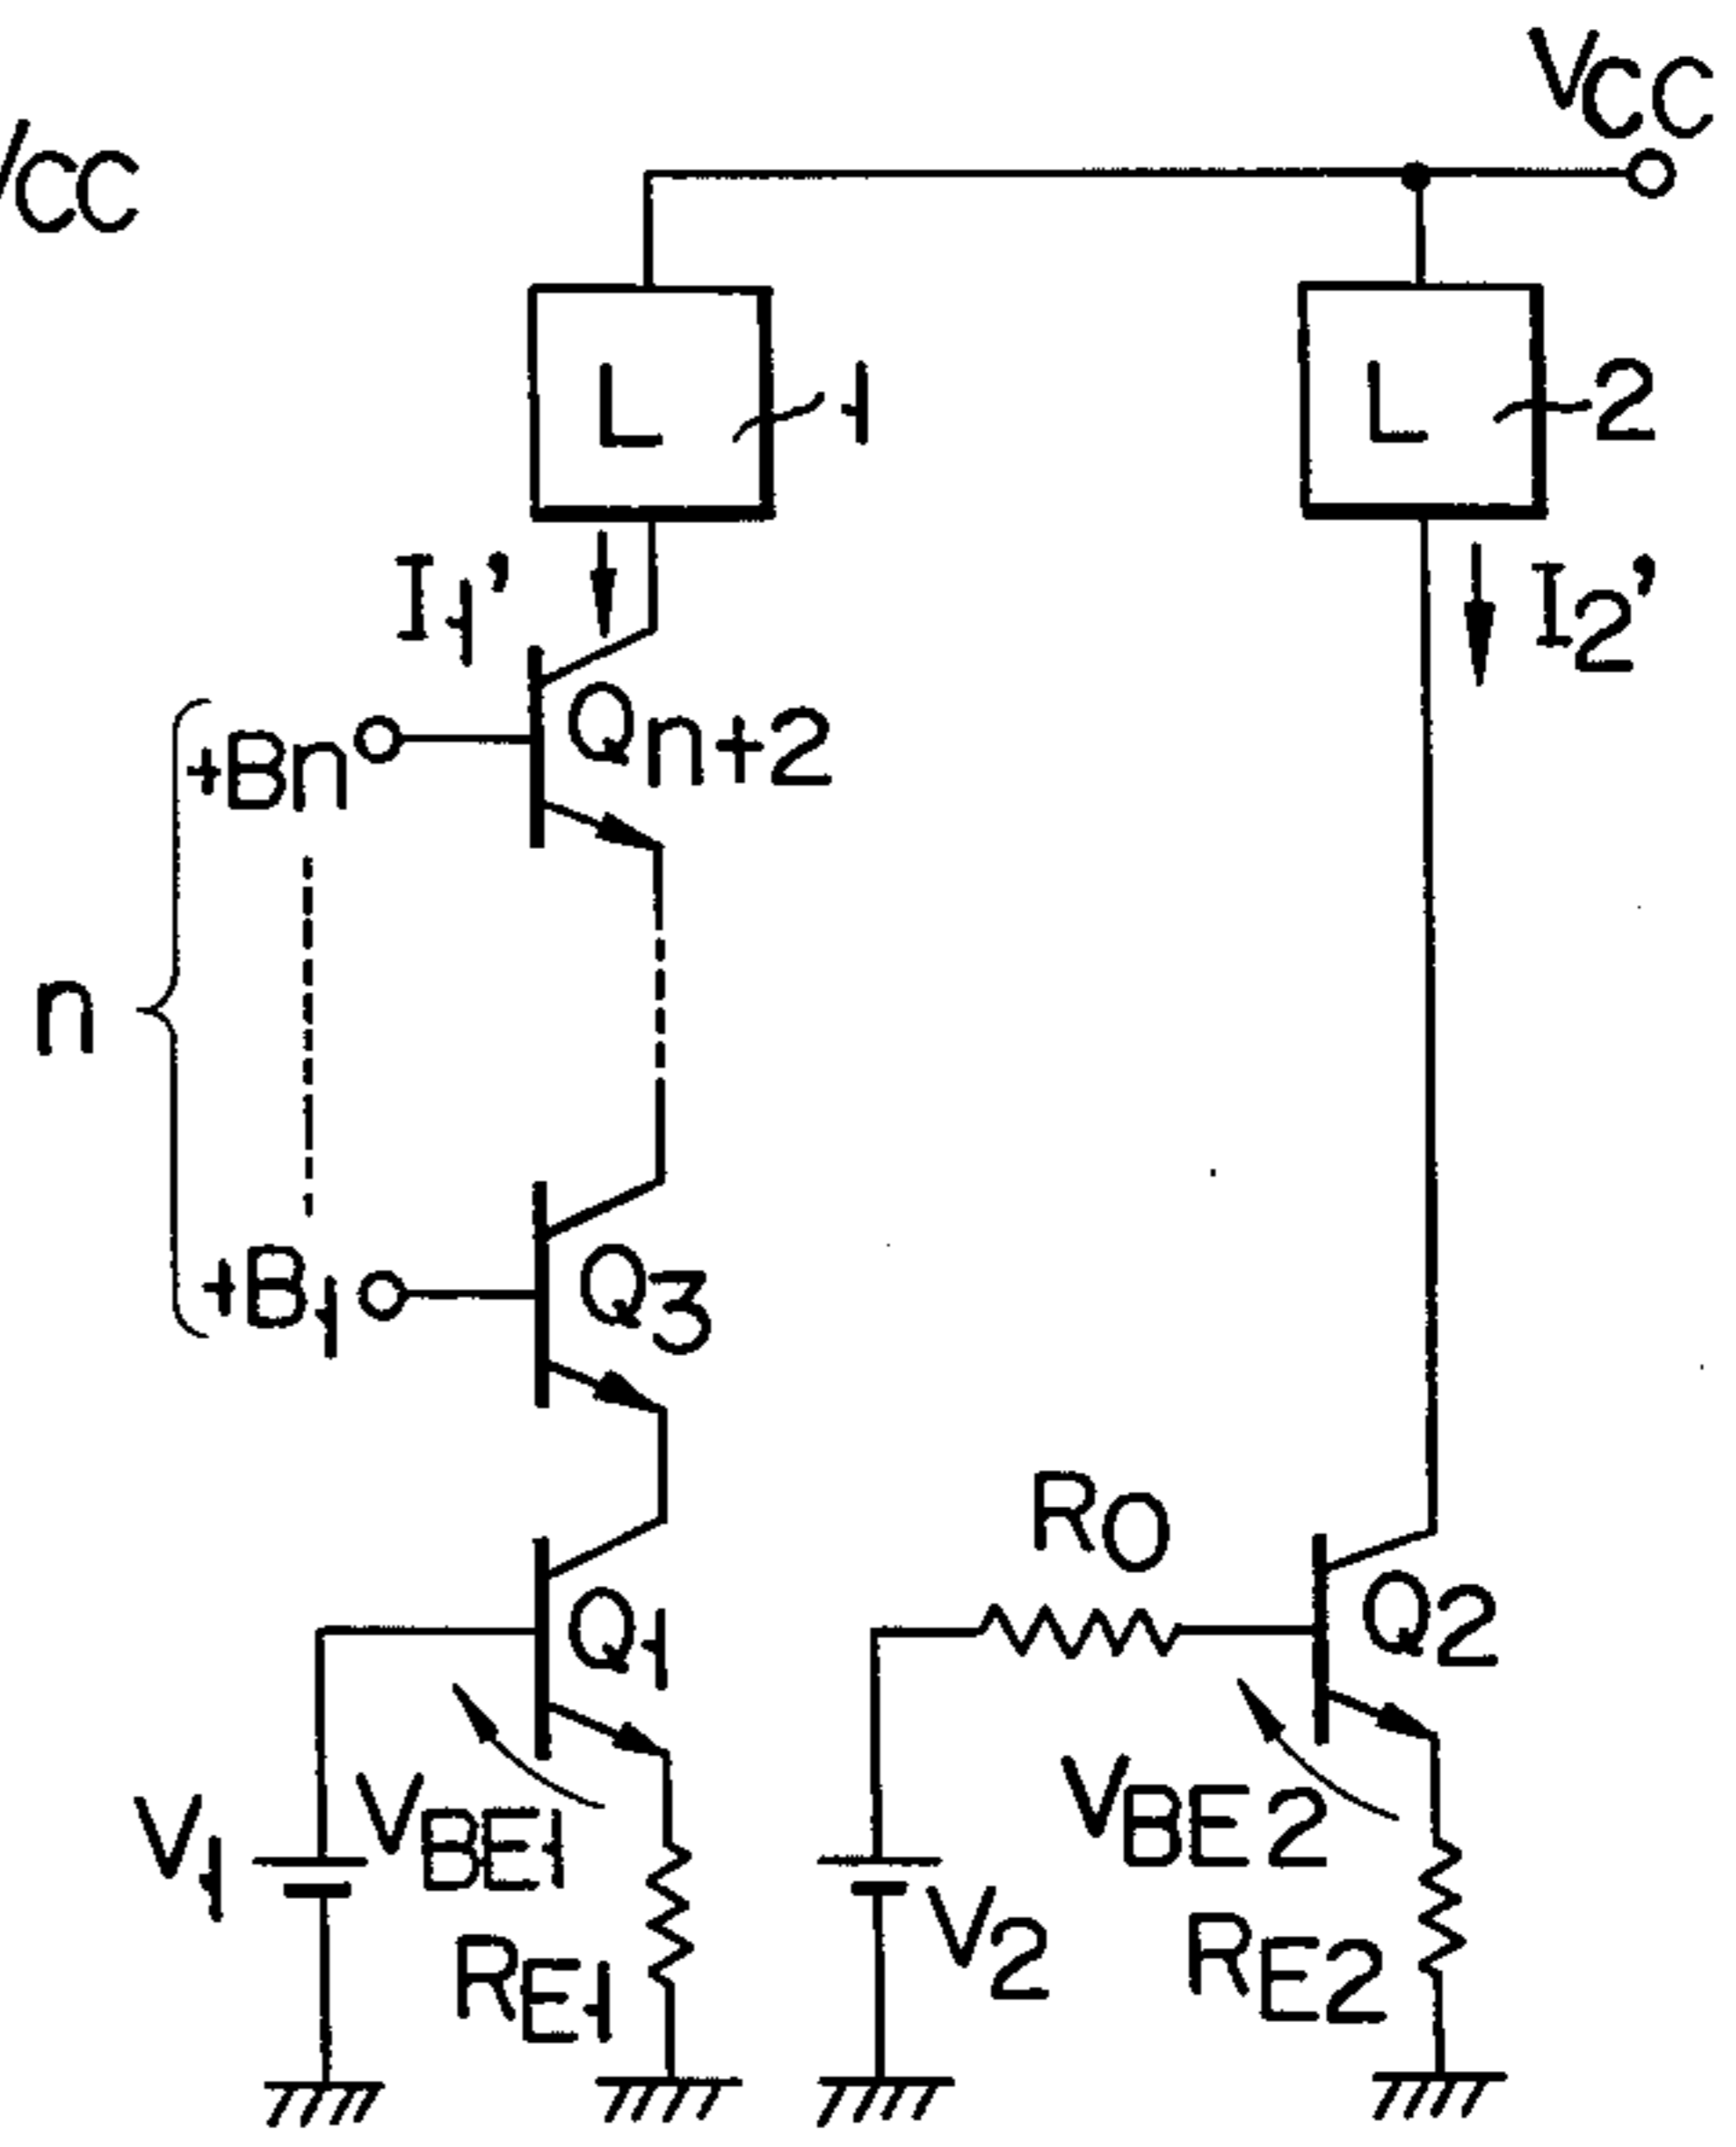 VCC
VCC
L
1
L
2
I1'
I2'
+Bn
Qn+2
n
+B1
Q3
RO
Q1
Q2
V1
VBE1
VBE2
V2
RE1
RE2